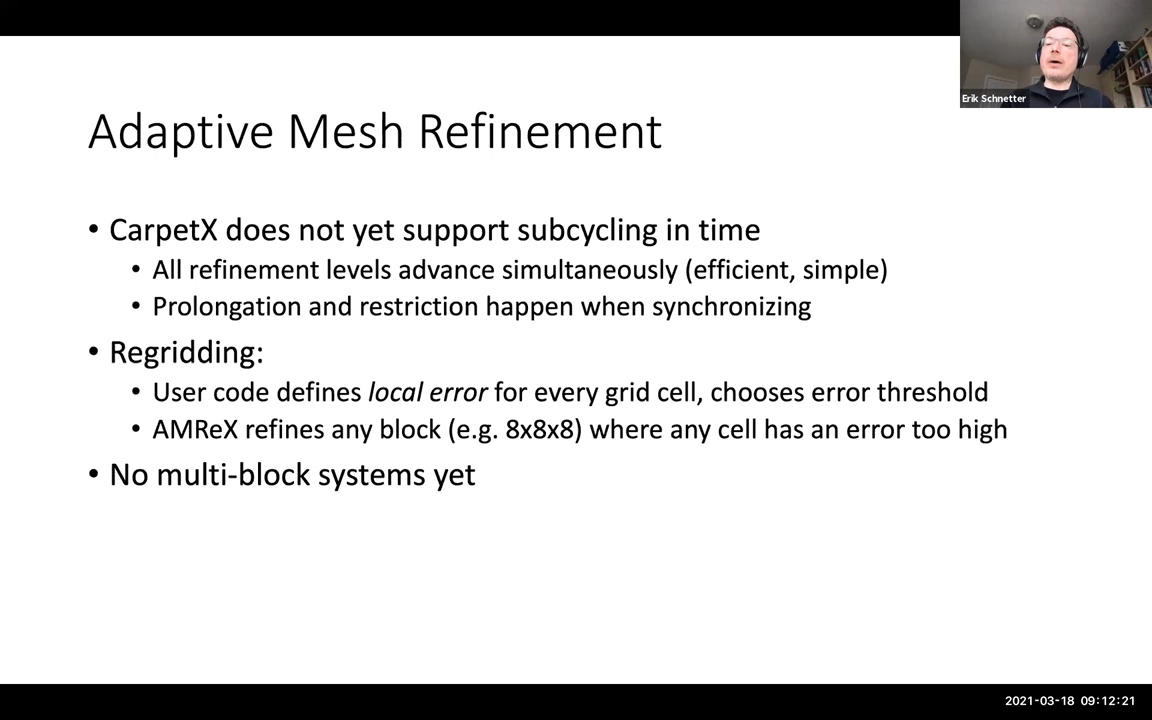 Erik Schnetter
Adaptive Mesh Refinement
• CarpetX does not yet support subcycling in time
• All refinement levels advance simultaneously (efficient, simple)
• Prolongation and restriction happen when synchronizing
• Regridding:
• User code defines local error for every grid cell, chooses error threshold
• AMReX refines any block (e.g. 8x8x8) where any cell has an error too high
• No multi-block systems yet
2021-03-18 09:12:21